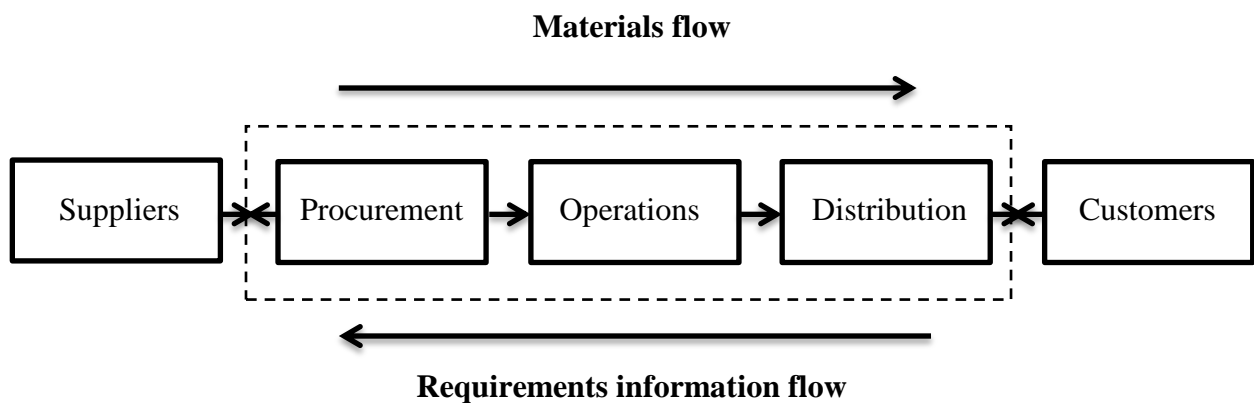 Materials flow
Suppliers
Procurement
Operations
Distribution
Customers
Requirements information flow